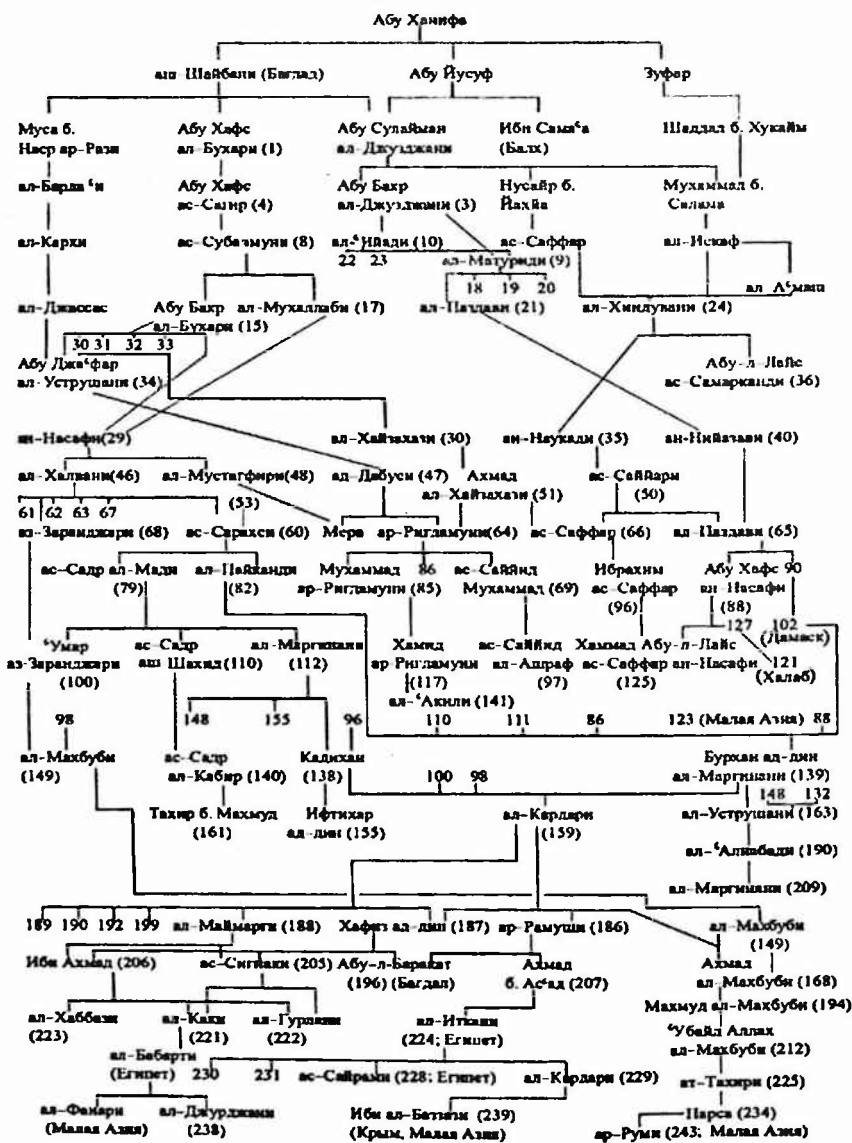 Абу Ханифа
аш-Шайбани (Баглад) Абу Йусуф Зуфар
Муса б. Абу Хафс Абу Сулайман Ибн Сама‘а Шаддад б. Хукайм
Наср ар-Рази ал-Бухари (1) ал-Джузджани (Балх)
ал-Барда‘и Абу Хафс Абу Бакр Нусайр б. Мухаммад б.
ас-Сагир (4) ал-Джузджани (3) Йахйа Салама
ал-Кархи ас-Субазмуни (8) ал-‘Ийади (10) ас-Саффар ал-Искаф
22 23 ал-Матуриди (9)
18 19 20 ал-А‘маш
ал-Джассас Абу Бахр ал-Мухаллаби (17) ал-Паздави (21) ал-Хиндувани (24)
ал-Бухари (15)
30 31 32 33
Абу Джа‘фар Абу-л-Лайс
ал-Уструшани (34) ас-Самарканди (36)
ан-Насафи(29) ал-Хайзахази (30) ан-Наукади (35) ан-Нийазави (40)
ал-Халвани(46) ал-Мустагфири(48) ад-Дабуси (47) Ахмад ас-Саййари
(53) ал-Хайзахази (51) (50)
61 62 63 67
аз-Заранджари (68) ас-Сарахси (60) Мера ар-Ригдамуни(64) ас-Саффар (66) ал-Паздави (65)
ас-Садр ал-Мади ал-Пайканди Мухаммад 86 ас-Саййид Ибрахим Абу Хафс 90
(79) (82) ар-Ригдамуни (85) Мухаммад (69) ас-Саффар ан-Насафи
(96) (88)
127 102
‘Умар ас-Садр ал-Маргинани Хамид ас-Саййид Хаммад Абу-л-Лайс (Дамаск)
аз-Заранджари аш Шахид (110) (112) ар-Ригдамуни ал-Ашраф ас-Саффар ан-Насафи 121
(100) (117) (97) (125) (Халаб)
ал-‘Акили (141)
98 148 155 96 110 111 86 123 (Малая Азия) 88
ал-Махбуби ас-Садр Кадихан Бурхан ад-дин
(149) ал-Кабир (140) (138) 100 98 ал-Маргинани (139)
148 132
Тахир б. Махмуд Ифтихар ал-Кардари ал-Уструшани (163)
(161) ад-дин (155) (159)
ал-‘Алиабади (190)
ал-Маргинани (209)
189 190 192 199 ал-Маймарги (188) Хафиз ад-дин (187) ар-Рамуши (186) ал-Махбуби
(149)
Ибн Ахмад (206) ас-Сигнаки (205) Абу-л-Баракат Ахмад Ахмад
(196) (Багдад) б. Ас‘ад (207) ал-Махбуби (168)
Махмуд ал-Махбуби (194)
ал-Хаббази ал-Каки ал-Гурлани ал-Иткани ‘Убайд Аллах
(223) (221) (222) (224; Египет) ал-Махбуби (212)
ал-Баберти
(Египет) 230 231 ас-Сайрами (228; Египет) ал-Кардари (229) ат-Тахири (225)
ал-Фанари ал-Джурджани Ибн ал-Баззази (239) Парса (234)
(Малая Азия) (238) (Крым, Малая Азия) ар-Руми (243; Малая Азия)